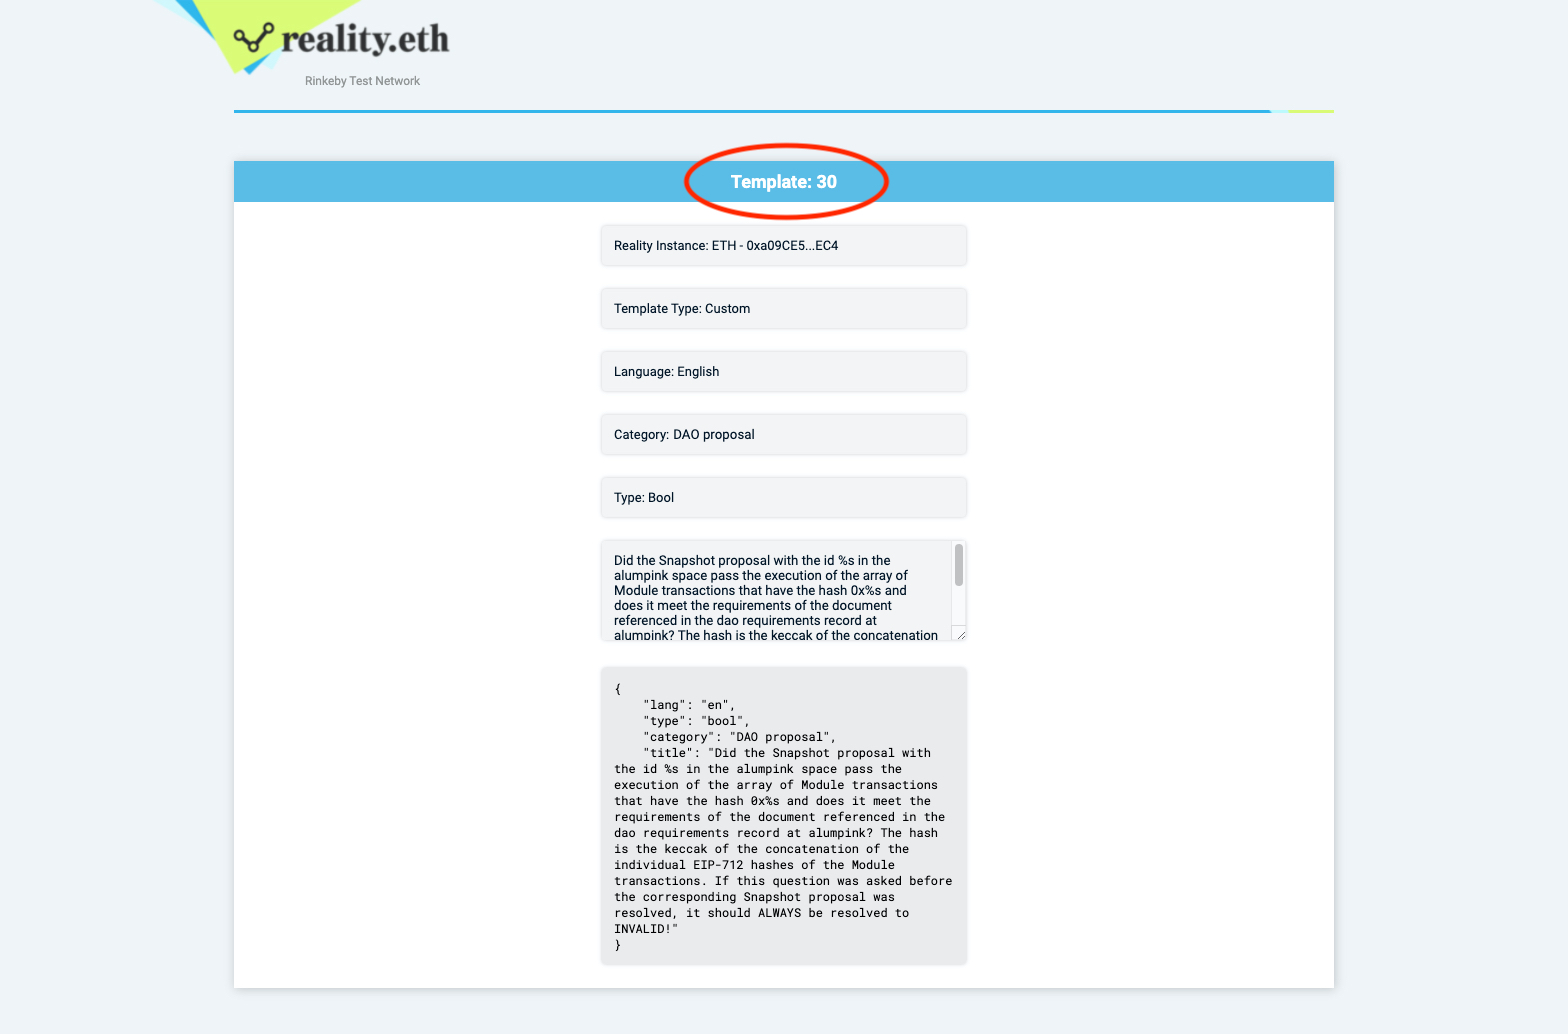 reality.eth
Rinkeby Test Network
Template: 30
Reality Instance: ETH - 0xa09CE5...EC4
Template Type: Custom
Language: English
Category: DAO proposal
Type: Bool
Did the Snapshot proposal with the id %s in the
alumpink space pass the execution of the array of
Module transactions that have the hash 0x%s and
does it meet the requirements of the document
referenced in the dao requirements record at
alumpink? The hash is the keccak of the concatenation
{
    "lang": "en",
    "type": "bool",
    "category": "DAO proposal",
    "title": "Did the Snapshot proposal with
the id %s in the alumpink space pass the
execution of the array of Module transactions
that have the hash 0x%s and does it meet the
requirements of the document referenced in the
dao requirements record at alumpink? The hash
is the keccak of the concatenation of the
individual EIP-712 hashes of the Module
transactions. If this question was asked before
the corresponding Snapshot proposal was
resolved, it should ALWAYS be resolved to
INVALID!"
}